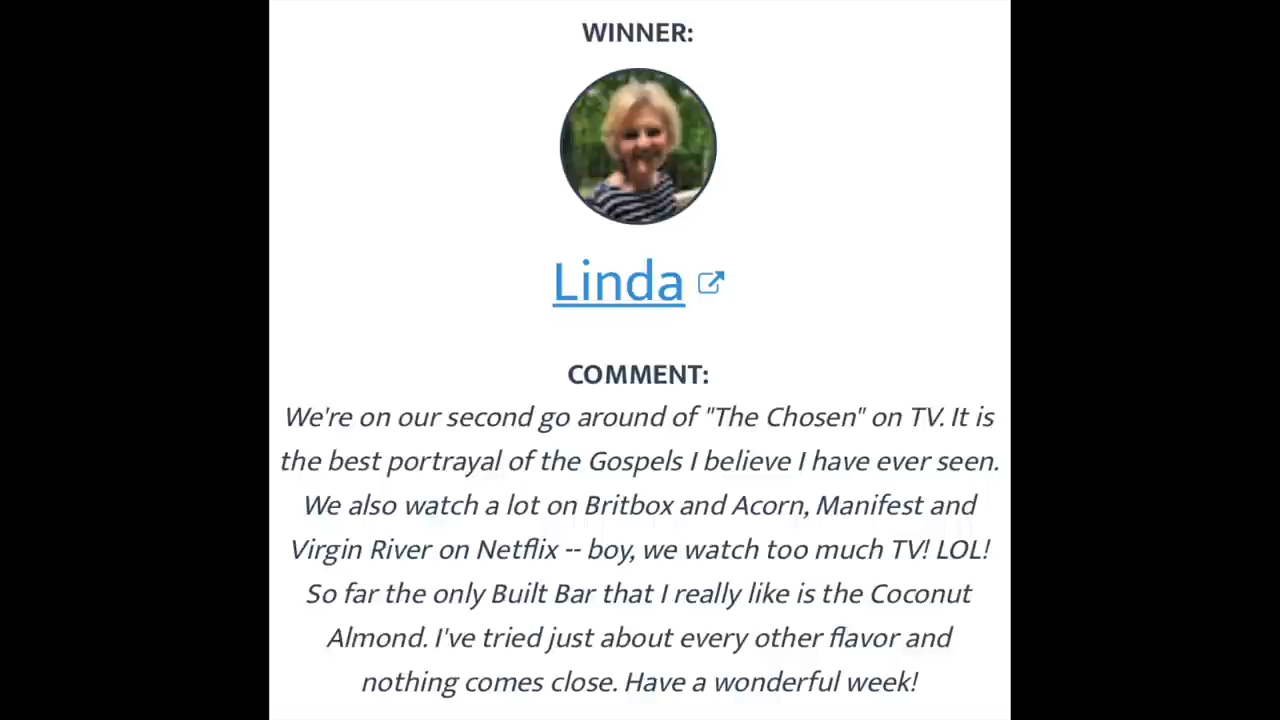 WINNER:
Linda
COMMENT:
We're on our second go around of "The Chosen" on TV. It is
the best portrayal of the Gospels I believe I have ever seen.
We also watch a lot on Britbox and Acorn, Manifest and
Virgin River on Netflix -- boy, we watch too much TV! LOL!
So far the only Built Bar that I really like is the Coconut
Almond. I've tried just about every other flavor and
nothing comes close. Have a wonderful week!